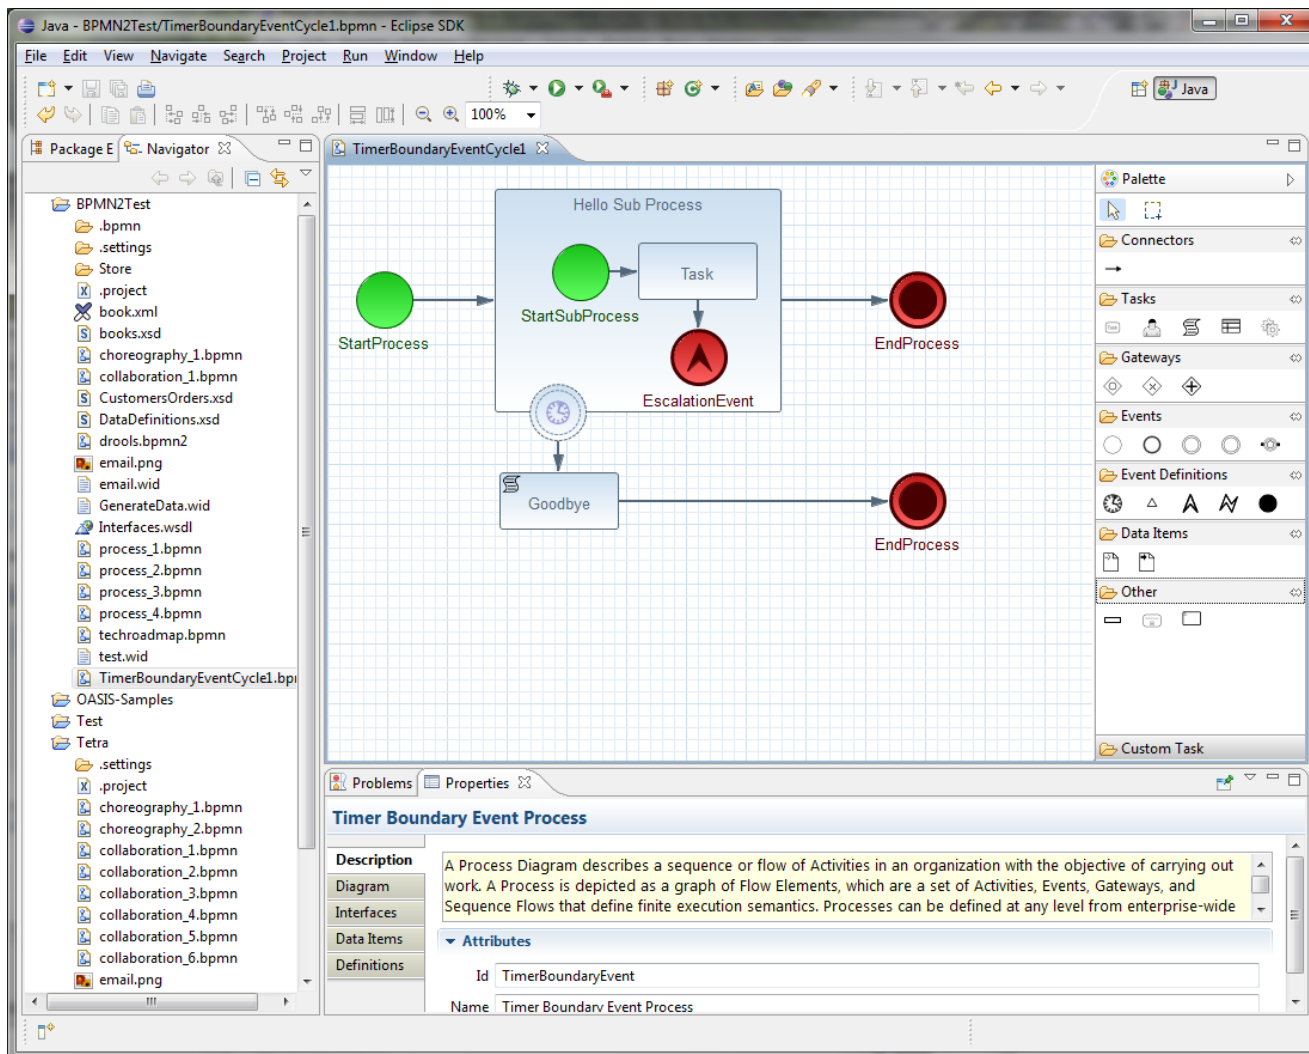 Java - BPMN2Test/TimerBoundaryEventCycle1.bpmn - Eclipse SDK
File Edit View Navigate Search Project Run Window Help
Java
100%
Package E
Navigator
BPMN2Test
.bpmn
.settings
Store
.project
book.xml
books.xsd
choreography_1.bpmn
collaboration_1.bpmn
CustomersOrders.xsd
DataDefinitions.xsd
drools.bpmn2
email.png
email.wid
GenerateData.wid
Interfaces.wsdl
process_1.bpmn
process_2.bpmn
process_3.bpmn
process_4.bpmn
techroadmap.bpmn
test.wid
TimerBoundaryEventCycle1.bpi
OASIS-Samples
Test
Tetra
.settings
.project
choreography_1.bpmn
choreography_2.bpmn
collaboration_1.bpmn
collaboration_2.bpmn
collaboration_3.bpmn
collaboration_4.bpmn
collaboration_5.bpmn
collaboration_6.bpmn
email.png
TimerBoundaryEventCycle1
Hello Sub Process
Task
StartSubProcess
StartProcess
EndProcess
EscalationEvent
Goodbye
EndProcess
Palette
Connectors
Tasks
Gateways
Events
Event Definitions
Data Items
Other
Custom Task
Problems
Properties
Timer Boundary Event Process
Description
Diagram
Interfaces
Data Items
Definitions
A Process Diagram describes a sequence or flow of Activities in an organization with the objective of carrying out
work. A Process is depicted as a graph of Flow Elements, which are a set of Activities, Events, Gateways, and
Sequence Flows that define finite execution semantics. Processes can be defined at any level from enterprise-wide
Attributes
Id TimerBoundaryEvent
Name Timer Boundary Event Process